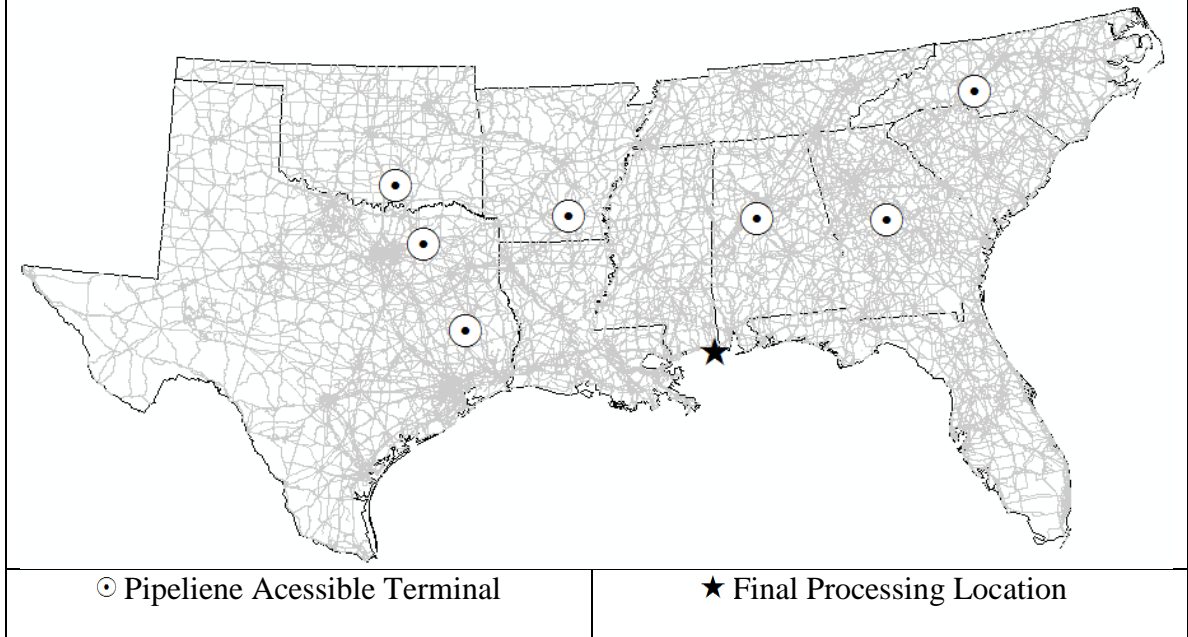 ☉ Pipeliene Acessible Terminal
★ Final Processing Location